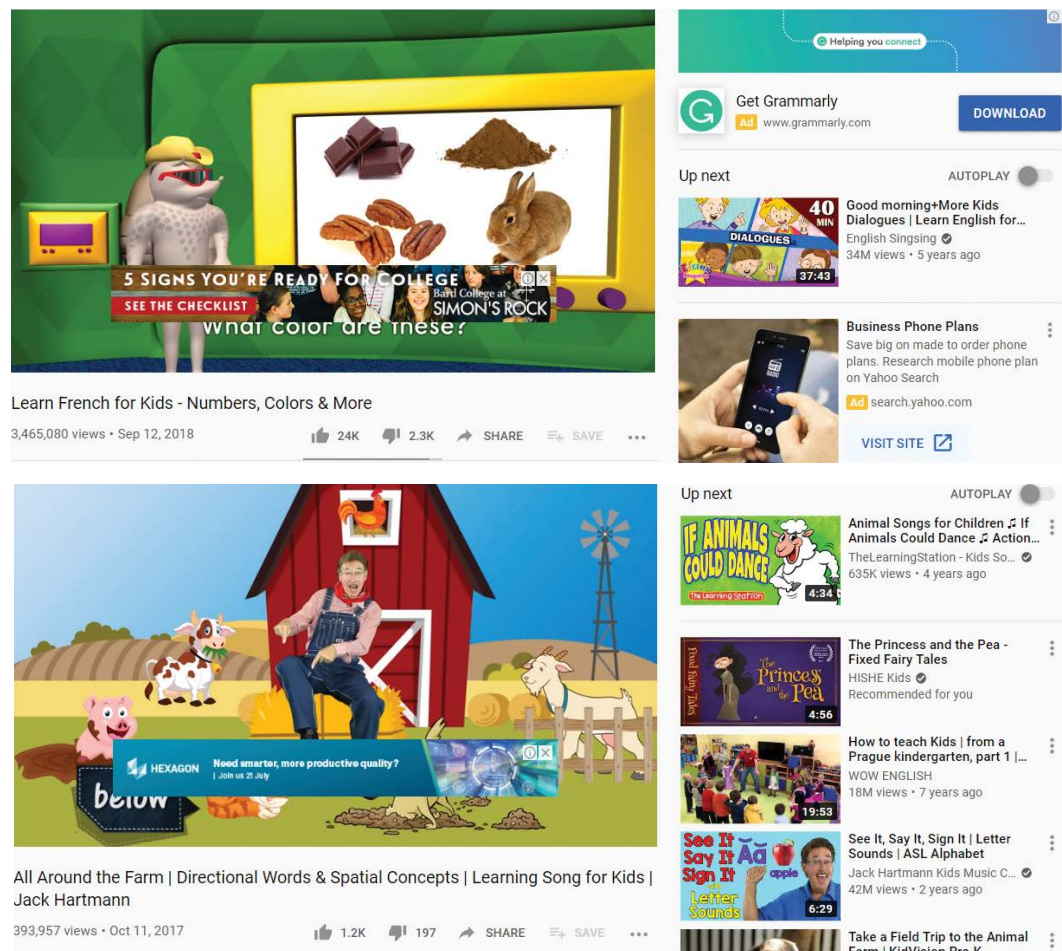 Helping you connect
Get Grammarly
Ad www.grammarly.com
DOWNLOAD
5 SIGNS YOU'RE READY FOR COLLEGE
SEE THE CHECKLIST
Bard College at
SIMON'S ROCK
What color are these?
Learn French for Kids - Numbers, Colors & More
3,465,080 views • Sep 12, 2018
24K 2.3K SHARE SAVE
Up next AUTOPLAY
40
MIN
DIALOGUES
37:43
Good morning+More Kids
Dialogues | Learn English for...
English Singsing
34M views • 5 years ago
RADIO
Business Phone Plans
Save big on made to order phone
plans. Research mobile phone plan
on Yahoo Search
Ad search.yahoo.com
VISIT SITE
HEXAGON
Need smarter, more productive quality?
| Join us 21 July
below
All Around the Farm | Directional Words & Spatial Concepts | Learning Song for Kids |
Jack Hartmann
393,957 views • Oct 11, 2017
1.2K 197 SHARE SAVE
Up next AUTOPLAY
IF ANIMALS
COULD DANCE
The Learning Station
4:34
Animal Songs for Children ♫ If
Animals Could Dance ♫ Action...
TheLearningStation - Kids So...
635K views • 4 years ago
Fixed Fairy Tales
The
Princess
and the Pea
4:56
The Princess and the Pea -
Fixed Fairy Tales
HISHE Kids
Recommended for you
19:53
How to teach Kids | from a
Prague kindergarten, part 1 |...
WOW ENGLISH
18M views • 7 years ago
See It
Say It
Sign It
with
Letter
Sounds
Aa
apple
6:29
See It, Say It, Sign It | Letter
Sounds | ASL Alphabet
Jack Hartmann Kids Music C...
42M views • 2 years ago
Take a Field Trip to the Animal
Farm | KidVision Pre-K